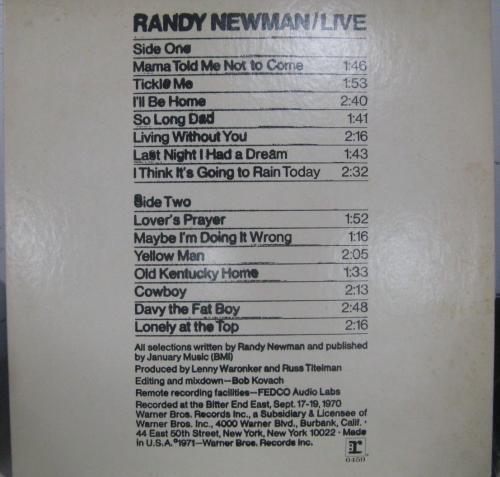 RANDY NEWMAN/LIVE
Side One
Mama Told Me Not to Come 1:46
Tickle Me 1:53
I'll Be Home 2:40
So Long Dad 1:41
Living Without You 2:16
Last Night I Had a Dream 1:43
I Think It's Going to Rain Today 2:32
Side Two
Lover's Prayer 1:52
Maybe I'm Doing It Wrong 1:16
Yellow Man 2:05
Old Kentucky Home 1:33
Cowboy 2:13
Davy the Fat Boy 2:48
Lonely at the Top 2:16
All selections written by Randy Newman and published
by January Music (BMI)
Produced by Lenny Waronker and Russ Titelman
Editing and mixdown—Bob Kovach
Remote recording facilities—FEDCO Audio Labs
Recorded at the Bitter End East, Sept. 17-19, 1970
Warner Bros. Records Inc., a Subsidiary & Licensee of
Warner Bros. Inc., 4000 Warner Blvd., Burbank, Calif. •
44 East 50th Street, New York, New York 10022 • Made
in U.S.A. ℗1971—Warner Bros. Records Inc.
r
6459